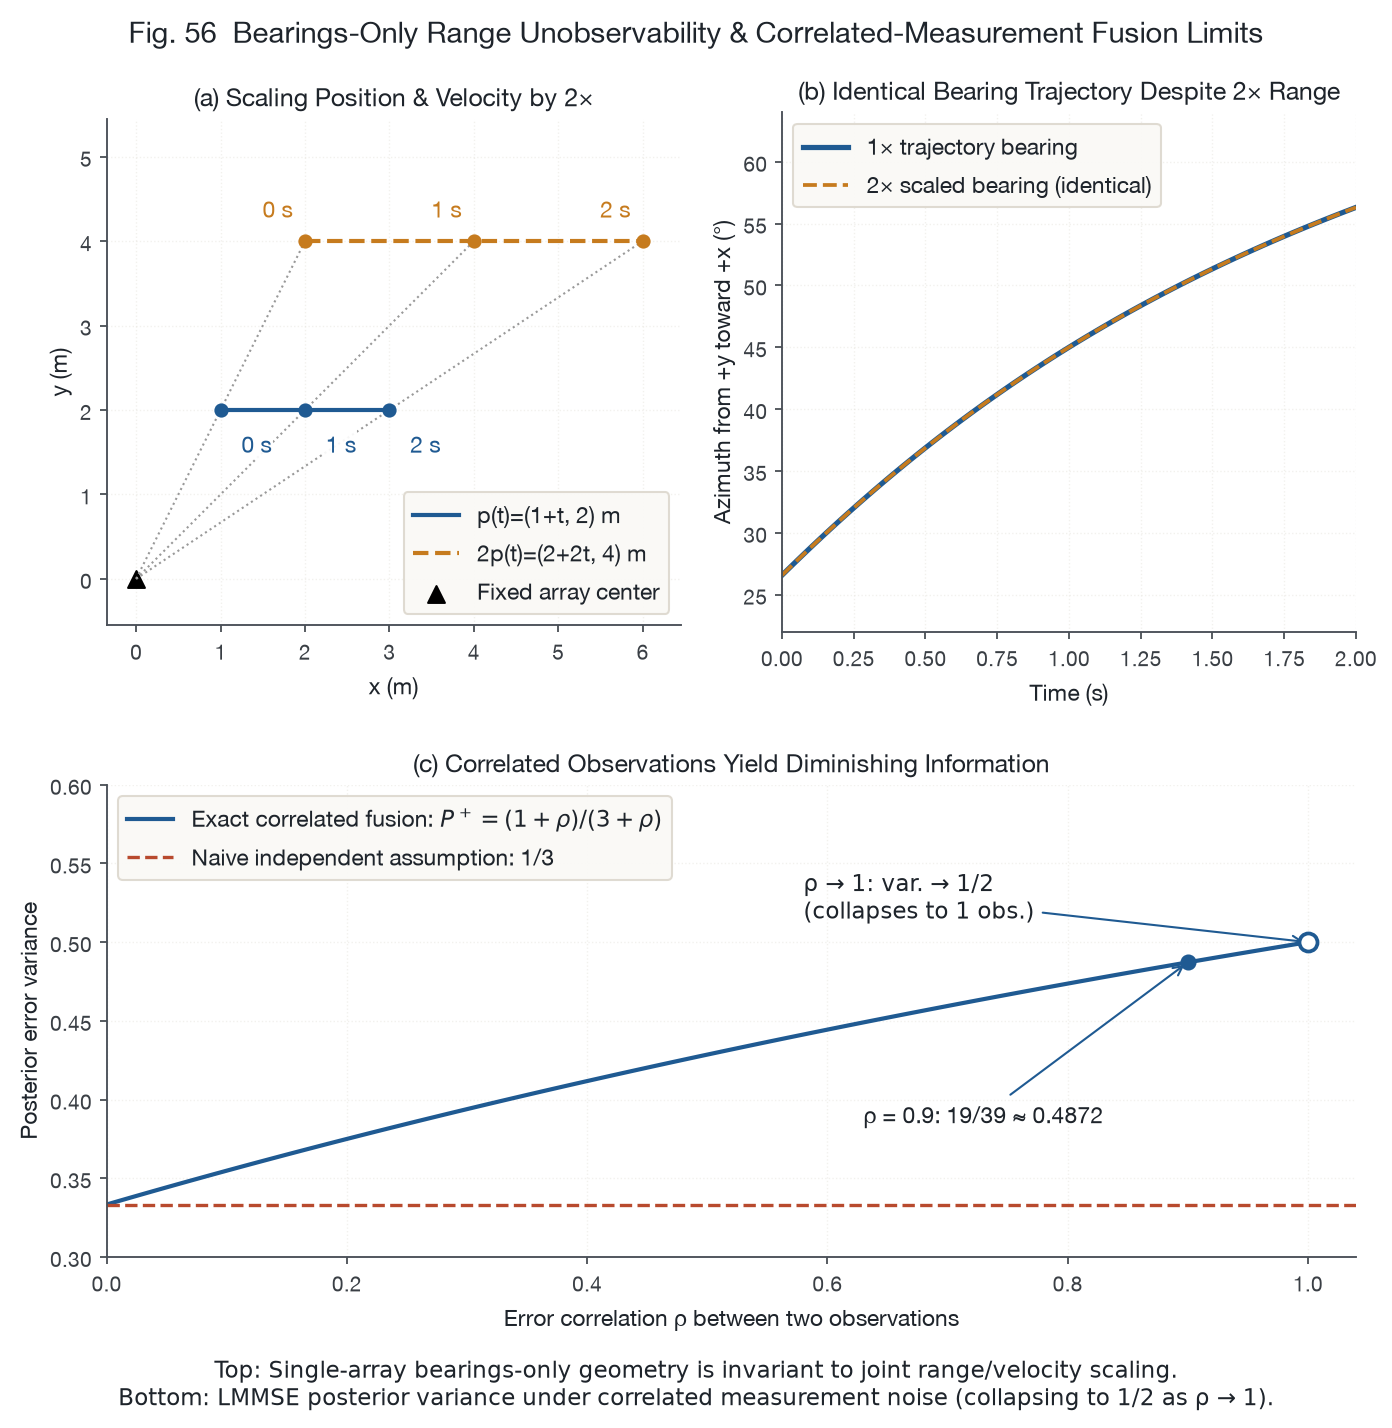 Fig. 56  Bearings-Only Range Unobservability & Correlated-Measurement Fusion Limits
(a) Scaling Position & Velocity by 2×
5
4
3
2
1
0
y (m)
0 s
1 s
2 s
0 s
1 s
2 s
p(t)=(1+t, 2) m
2p(t)=(2+2t, 4) m
Fixed array center
0 1 2 3 4 5 6
x (m)
(b) Identical Bearing Trajectory Despite 2× Range
1× trajectory bearing
2× scaled bearing (identical)
60
55
50
45
40
35
30
25
Azimuth from +y toward +x (°)
0.00 0.25 0.50 0.75 1.00 1.25 1.50 1.75 2.00
Time (s)
(c) Correlated Observations Yield Diminishing Information
Exact correlated fusion: P⁺ = (1 + ρ)/(3 + ρ)
Naive independent assumption: 1/3
0.60
0.55
0.50
0.45
0.40
0.35
0.30
Posterior error variance
ρ → 1: var. → 1/2
(collapses to 1 obs.)
ρ = 0.9: 19/39 ≈ 0.4872
0.0 0.2 0.4 0.6 0.8 1.0
Error correlation ρ between two observations
Top: Single-array bearings-only geometry is invariant to joint range/velocity scaling.
Bottom: LMMSE posterior variance under correlated measurement noise (collapsing to 1/2 as ρ → 1).